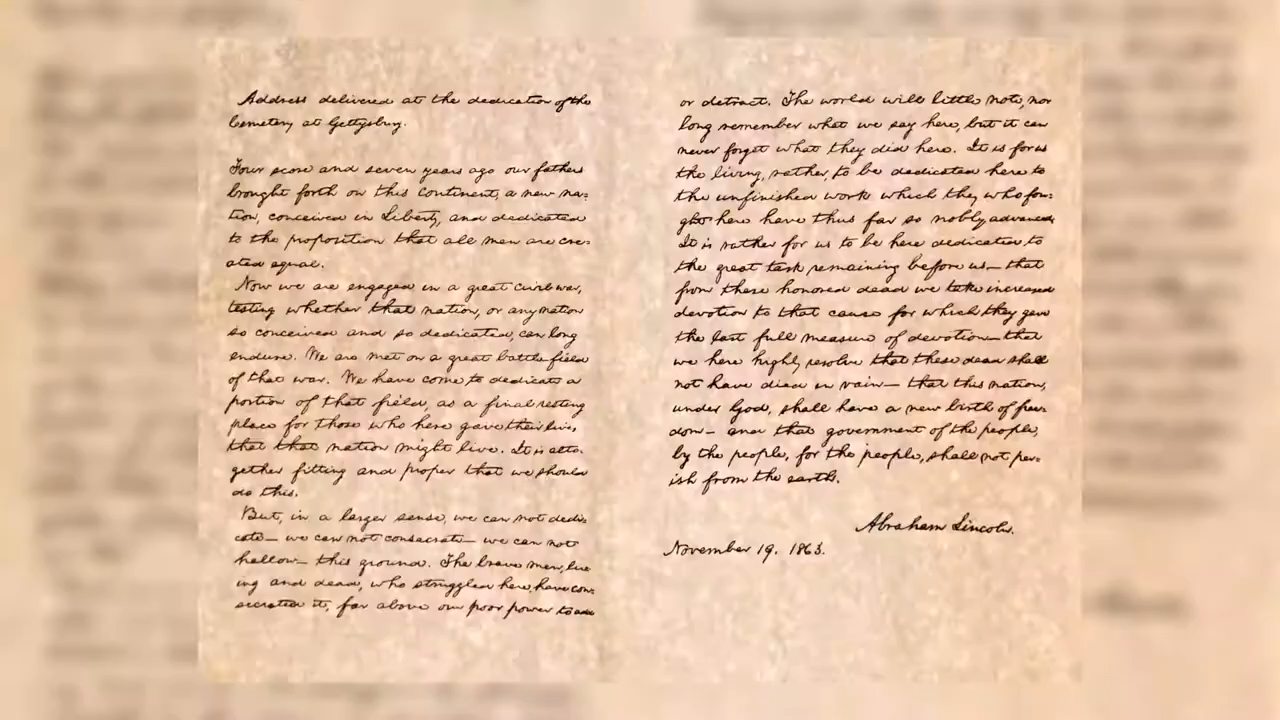 Address delivered at the dedication of the
Cemetery at Gettysburg.
Four score and seven years ago our fathers
brought forth on this continent, a new na-
tion, conceived in Liberty, and dedicated
to the proposition that all men are cre-
ated equal.
Now we are engaged in a great civil war,
testing whether that nation, or any nation
so conceived and so dedicated, can long
endure. We are met on a great battle field
of that war. We have come to dedicate a
portion of that field, as a final resting
place for those who here gave their lives
that that nation might live. It is alto-
gether fitting and proper that we should
do this.
But, in a larger sense, we can not dedi-
cate— we can not consecrate— we can not
hallow— this ground. The brave men, liv-
ing and dead, who struggled here, have con-
secrated it, far above our poor power to add
or detract. The world will little note, nor
long remember what we say here, but it can
never forget what they did here. It is for us
the living, rather, to be dedicated here to
the unfinished work which they who fou-
ght here have thus far so nobly advanced.
It is rather for us to be here dedicated to
the great task remaining before us— that
from these honored dead we take increased
devotion to that cause for which they gave
the last full measure of devotion— that
we here highly resolve that these dead shall
not have died in vain— that this nation,
under God, shall have a new birth of free-
dom— and that government of the people,
by the people, for the people, shall not per-
ish from the earth.
Abraham Lincoln.
November 19. 1863.